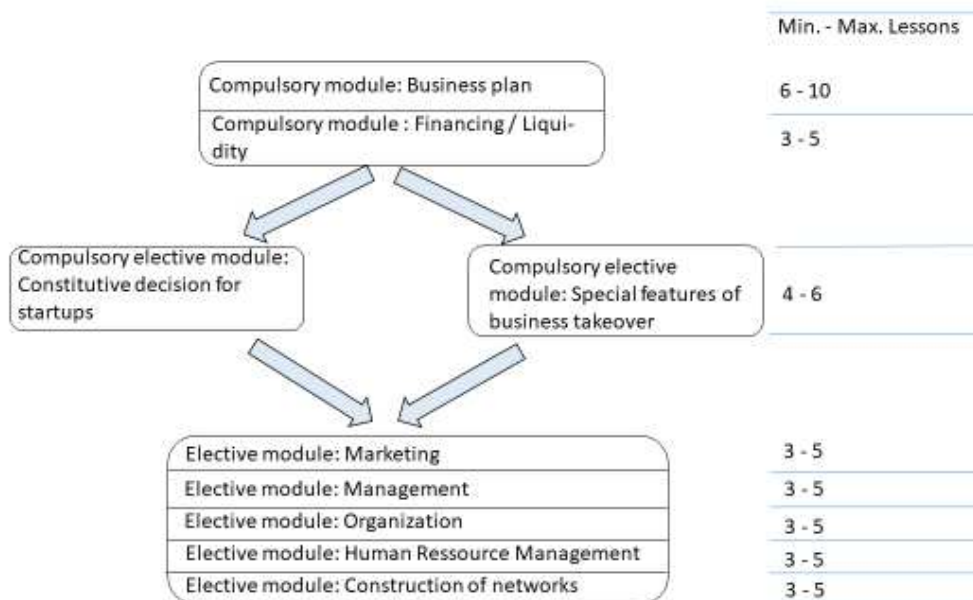 Min. - Max. Lessons
Compulsory module: Business plan
6 - 10
Compulsory module : Financing / Liqui-
dity
3 - 5
Compulsory elective module:
Constitutive decision for
startups
Compulsory elective
module: Special features of
business takeover
4 - 6
Elective module: Marketing
3 - 5
Elective module: Management
3 - 5
Elective module: Organization
3 - 5
Elective module: Human Ressource Management
3 - 5
Elective module: Construction of networks
3 - 5